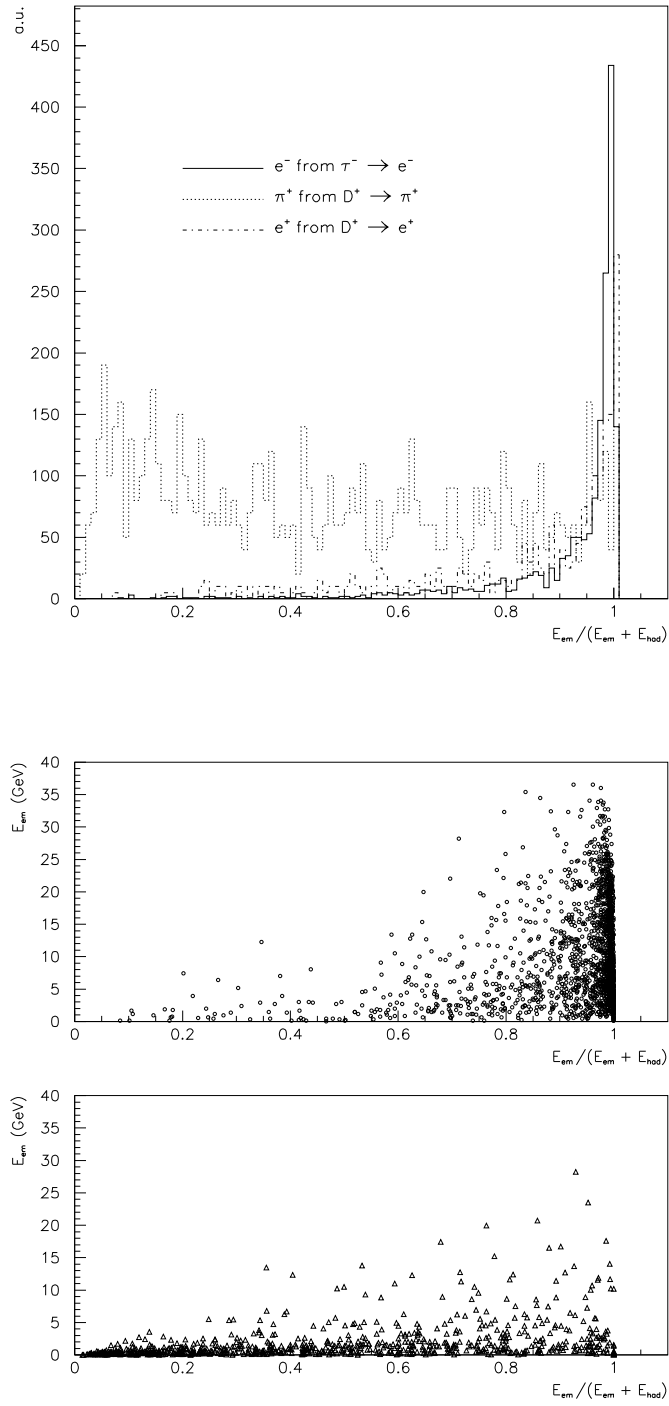 a.u.
450
400
350
300
250
200
150
100
50
0
e⁻ from τ⁻ → e⁻
π⁺ from D⁺ → π⁺
e⁺ from D⁺ → e⁺
0 0.2 0.4 0.6 0.8 1
E_em/(E_em + E_had)
E_em (GeV)
40
35
30
25
20
15
10
5
0
0 0.2 0.4 0.6 0.8 1
E_em/(E_em + E_had)
E_em (GeV)
40
35
30
25
20
15
10
5
0
0 0.2 0.4 0.6 0.8 1
E_em/(E_em + E_had)